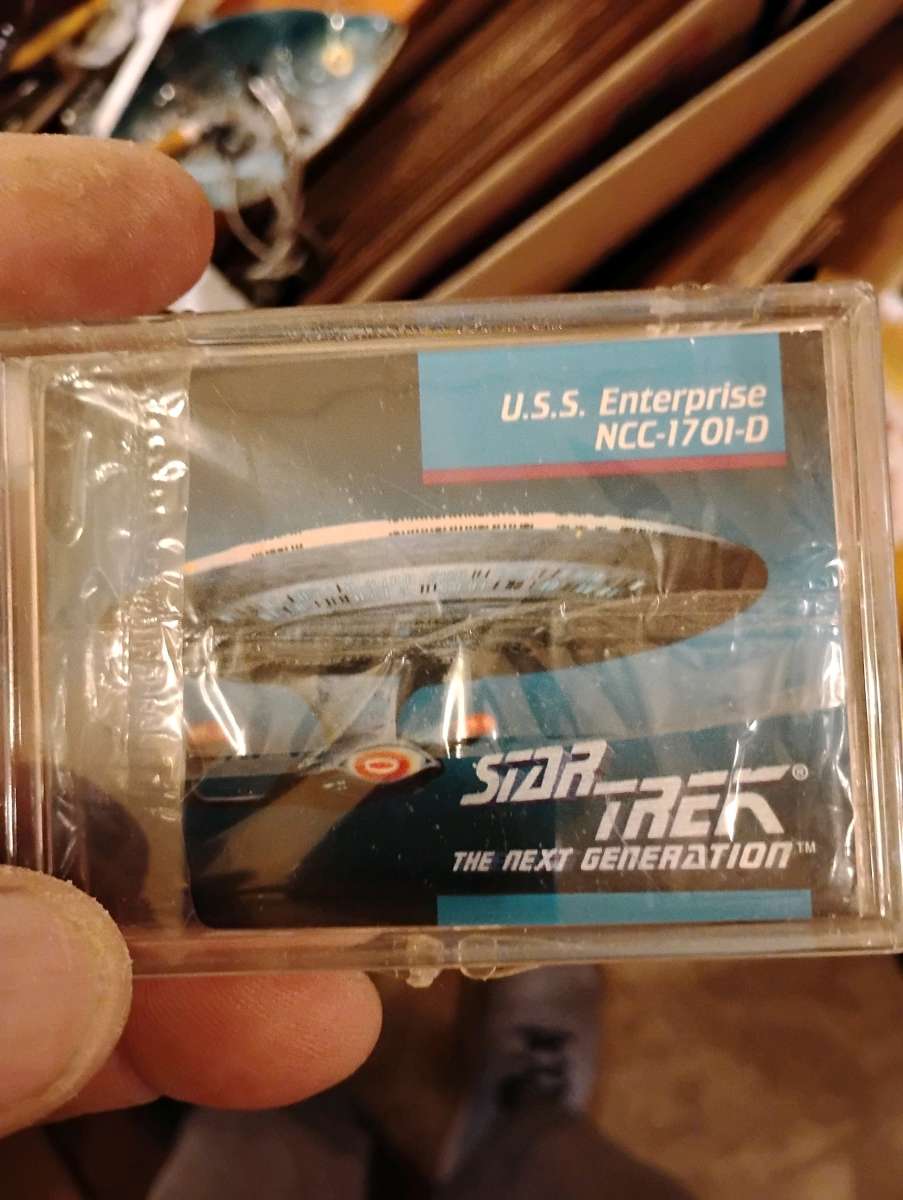 U.S.S. Enterprise
NCC-1701-D
STAR TREK®
THE NEXT GENERATION™